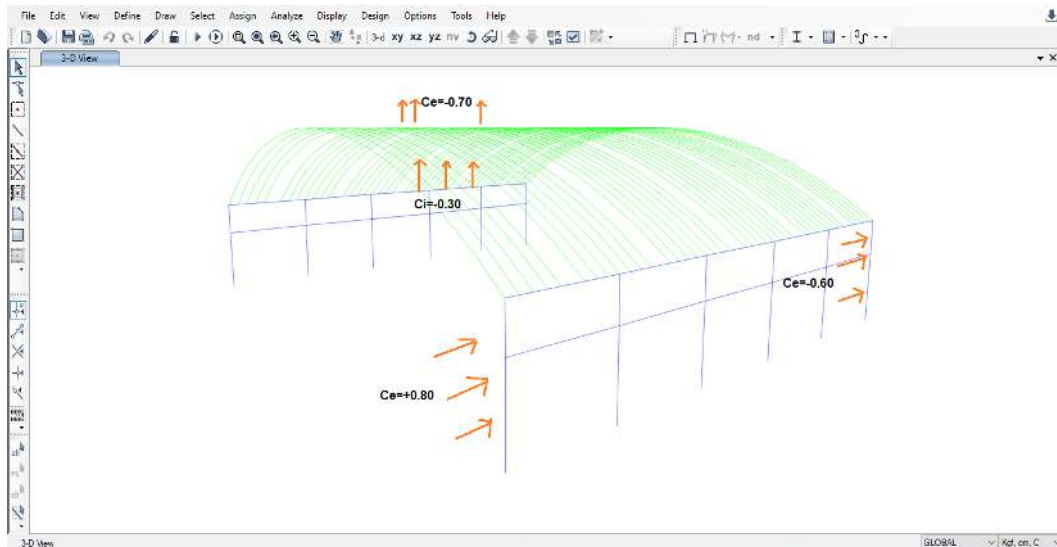 File Edit View Define Draw Select Assign Analyze Display Design Options Tools Help
3-d xy xz yz nv
nd
3-D View
Ce=-0.70
Ci=-0.30
Ce=-0.60
Ce=+0.80
3-D View
GLOBAL
Kgf, cm, C